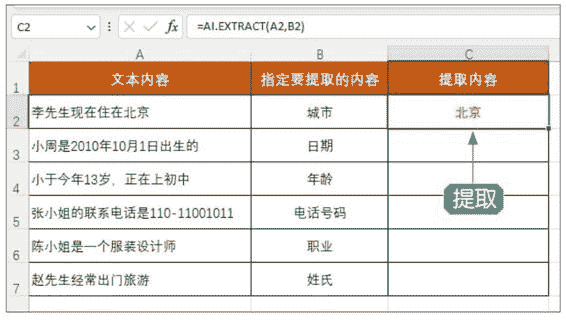 C2 fx =AI.EXTRACT(A2,B2)
A B C
1 文本内容 指定要提取的内容 提取内容
2 李先生现在住在北京 城市 北京
3 小周是2010年10月1日出生的 日期
4 小于今年13岁，正在上初中 年龄
提取
5 张小姐的联系电话是110-11001011 电话号码
6 陈小姐是一个服装设计师 职业
7 赵先生经常出门旅游 姓氏